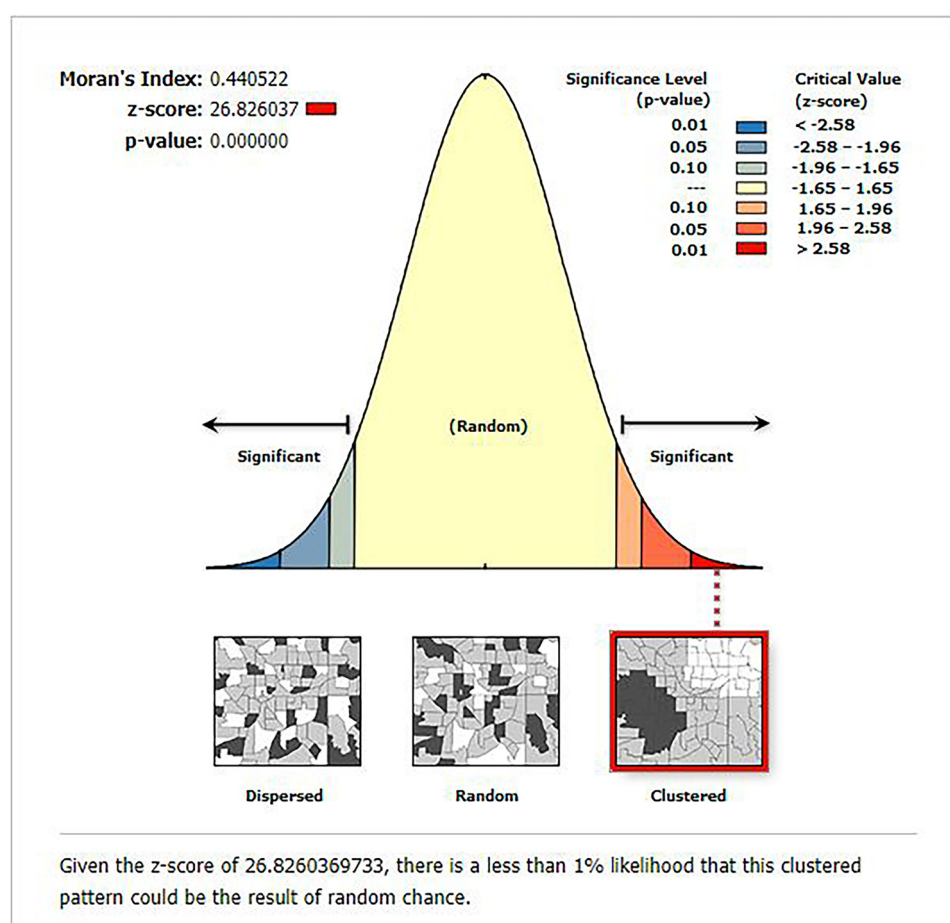 Moran's Index: 0.440522
z-score: 26.826037
p-value: 0.000000
Significance Level
(p-value)
Critical Value
(z-score)
0.01 < -2.58
0.05 -2.58 – -1.96
0.10 -1.96 – -1.65
--- -1.65 – 1.65
0.10 1.65 – 1.96
0.05 1.96 – 2.58
0.01 > 2.58
(Random)
Significant Significant
Dispersed Random Clustered
Given the z-score of 26.8260369733, there is a less than 1% likelihood that this clustered
pattern could be the result of random chance.